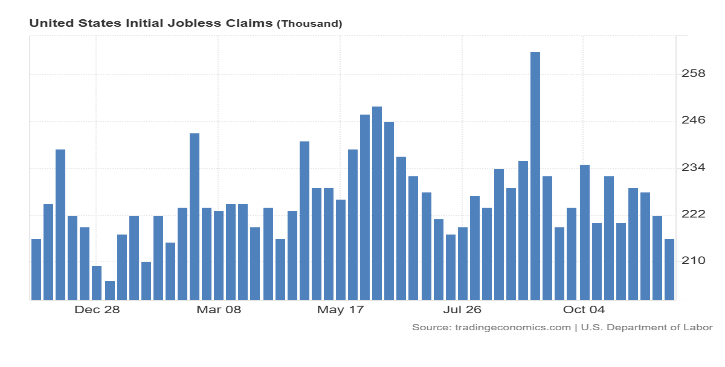 United States Initial Jobless Claims (Thousand)
258
246
234
222
210
Dec 28 Mar 08 May 17 Jul 26 Oct 04
Source: tradingeconomics.com | U.S. Department of Labor